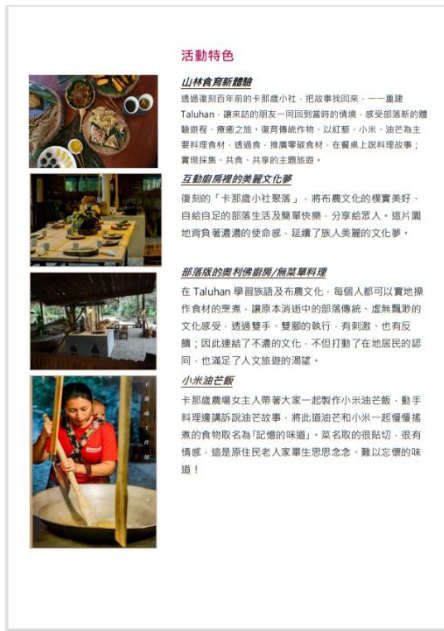 活動特色
山林食育新體驗
透過復刻百年前的卡那歲小社，把故事找回來，一一重建
Taluhan，讓來訪的朋友一同回到當時的情境，感受部落新的體
驗遊程，療癒之旅。復育傳統作物、以紅藜、小米、油芒為主
要料理食材，透過食，推廣零碳食材，在餐桌上說料理故事；
實現採集、共食、共享的主題旅遊。
互動廚房裡的美麗文化夢
復刻的「卡那歲小社聚落」，將布農文化的樸實美好、
自給自足的部落生活及簡單快樂，分享給眾人。這片園
地背負著濃濃的使命感，延續了族人美麗的文化夢。
部落版的奧利佛廚房/無菜單料理
在 Taluhan 學習族語及布農文化，每個人都可以實地操
作食材的烹煮，讓原本消逝中的部落傳統、虛無飄渺的
文化感受，透過雙手、雙腳的執行，有刺激、也有反
饋；因此連結了不濃的文化，不但打動了在地居民的認
同，也滿足了人文旅遊的渴望。
小米油芒飯
卡那歲農場女主人帶著大家一起製作小米油芒飯，動手
料理邊講訴說油芒故事，將此道油芒和小米一起慢慢搖
煮的食物取名為「記憶的味道」。菜名取的很貼切，很有
情感，這是原住民老人家畢生思思念念、難以忘懷的味
道！